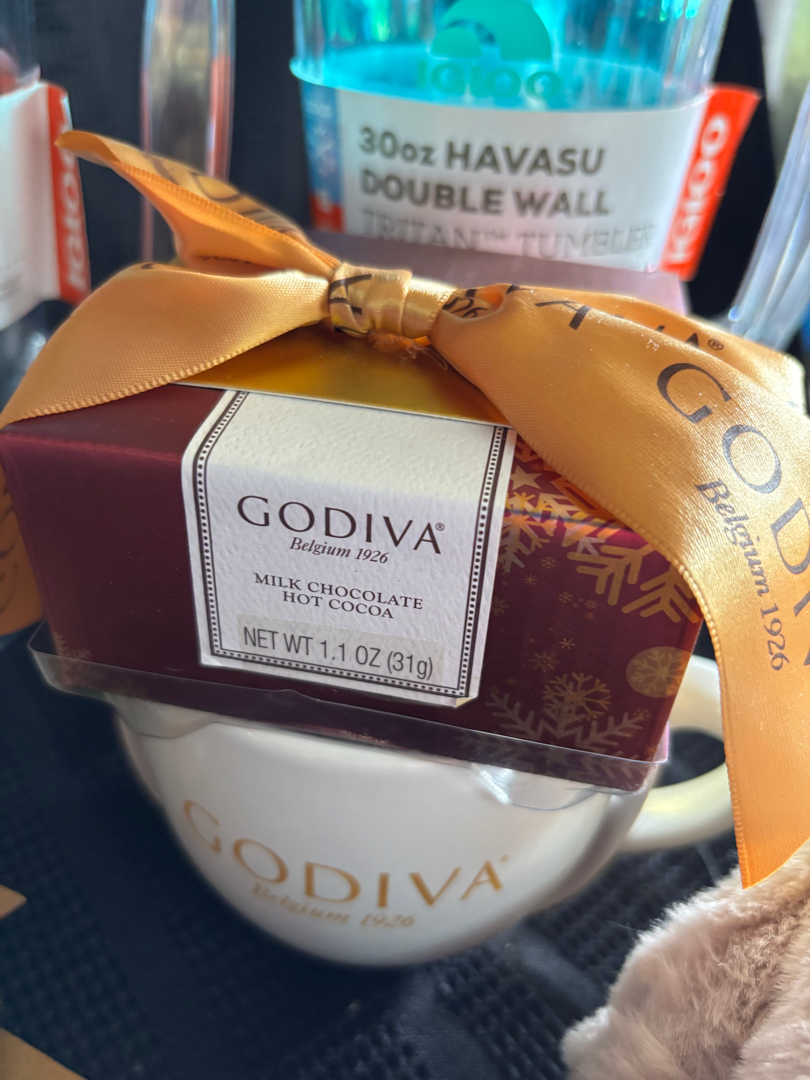 IGLOO
30oz HAVASU
DOUBLE WALL
TRITAN™ TUMBLER
IGLOO
IGLOO
GODIVA®
Belgium 1926
MILK CHOCOLATE
HOT COCOA
NET WT 1.1 OZ (31g)
GODIVA
Belgium 1926
GODIVA
Belgium 1926